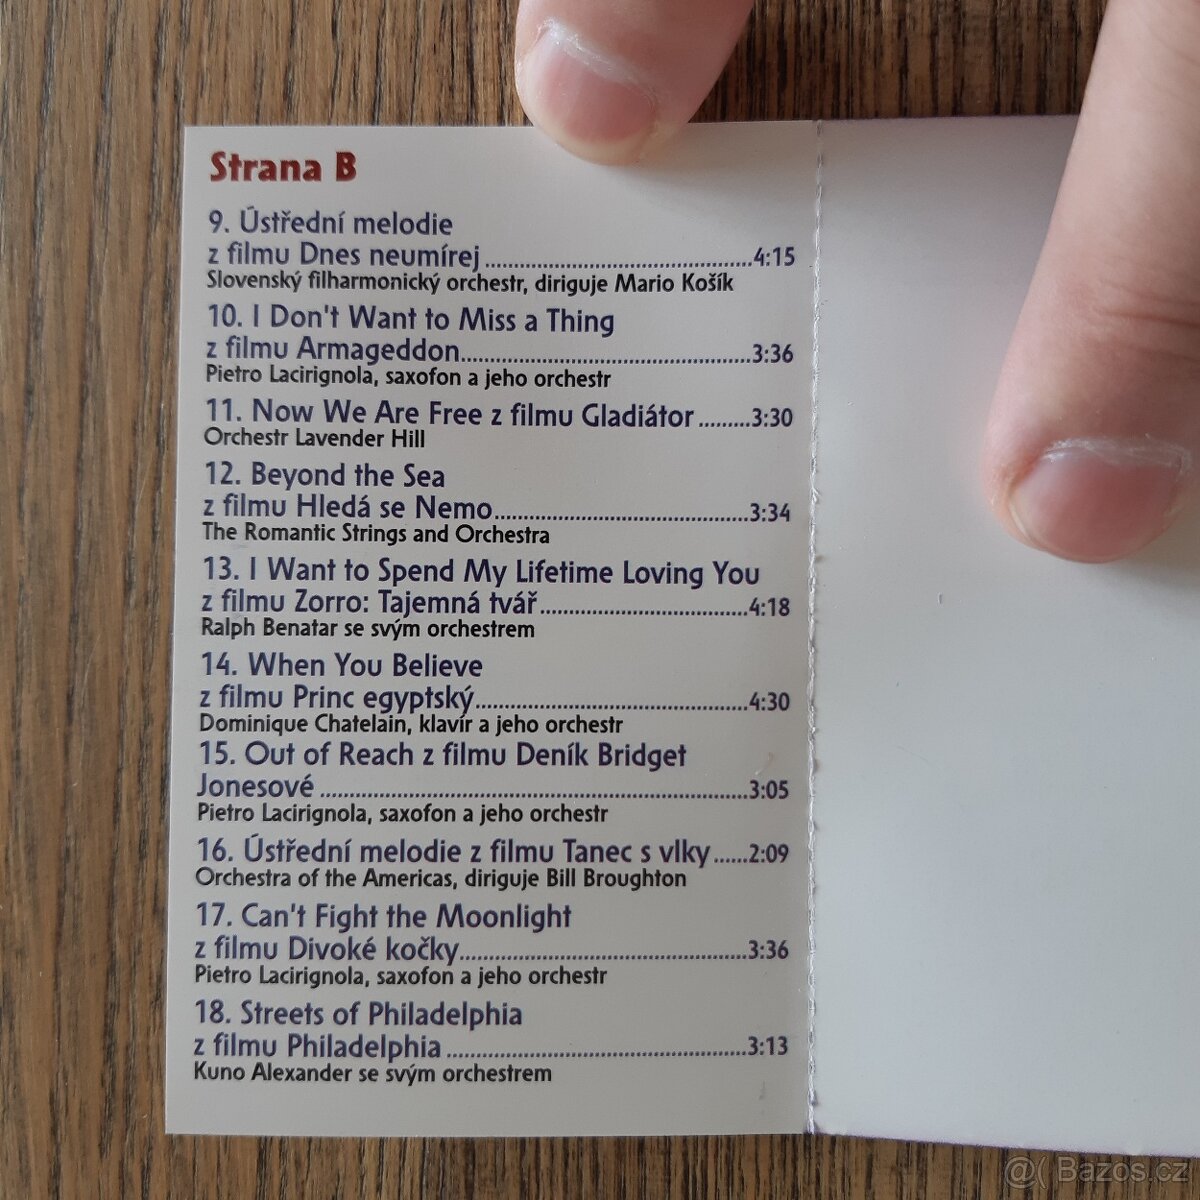 Strana B
9. Ústřední melodie
z filmu Dnes neumírej ........................................4:15
Slovenský filharmonický orchestr, diriguje Mario Košík
10. I Don't Want to Miss a Thing
z filmu Armageddon............................................3:36
Pietro Lacirignola, saxofon a jeho orchestr
11. Now We Are Free z filmu Gladiátor ........3:30
Orchestr Lavender Hill
12. Beyond the Sea
z filmu Hledá se Nemo.......................................3:34
The Romantic Strings and Orchestra
13. I Want to Spend My Lifetime Loving You
z filmu Zorro: Tajemná tvář................................4:18
Ralph Benatar se svým orchestrem
14. When You Believe
z filmu Princ egyptský.........................................4:30
Dominique Chatelain, klavír a jeho orchestr
15. Out of Reach z filmu Deník Bridget
Jonesové ................................................................3:05
Pietro Lacirignola, saxofon a jeho orchestr
16. Ústřední melodie z filmu Tanec s vlky ......2:09
Orchestra of the Americas, diriguje Bill Broughton
17. Can't Fight the Moonlight
z filmu Divoké kočky...........................................3:36
Pietro Lacirignola, saxofon a jeho orchestr
18. Streets of Philadelphia
z filmu Philadelphia .............................................3:13
Kuno Alexander se svým orchestrem
@( Bazos.cz